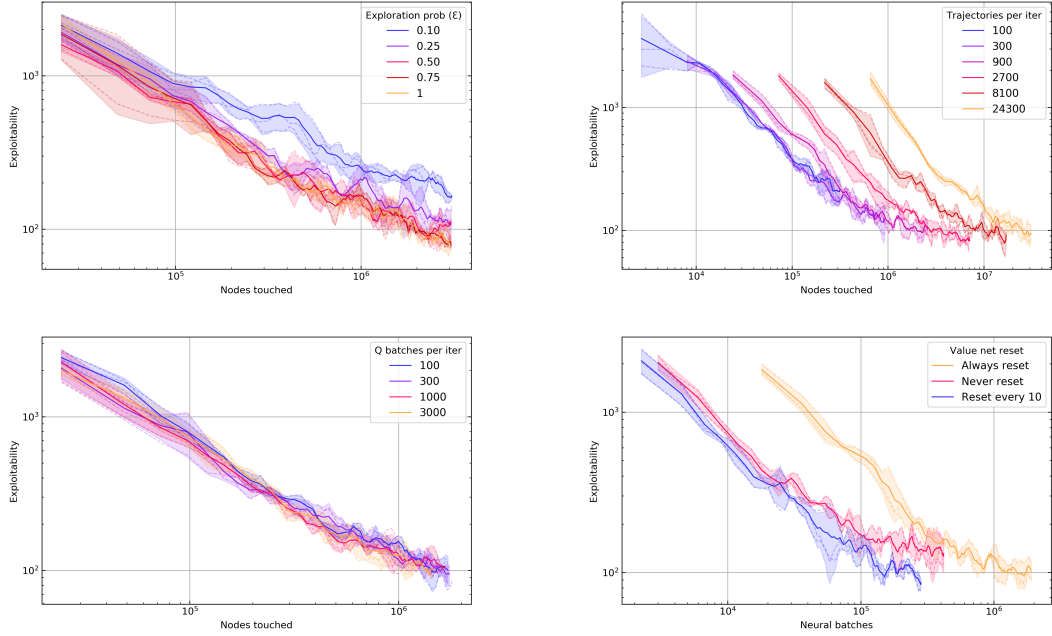 Exploration prob (ε)
0.10
0.25
0.50
0.75
1
10³
10²
10⁵
10⁶
Exploitability
Nodes touched
Trajectories per iter
100
300
900
2700
8100
24300
10³
10²
10⁴
10⁵
10⁶
10⁷
Exploitability
Nodes touched
Q batches per iter
100
300
1000
3000
10³
10²
10⁵
10⁶
Exploitability
Nodes touched
Value net reset
Always reset
Never reset
Reset every 10
10³
10²
10⁴
10⁵
10⁶
Exploitability
Neural batches